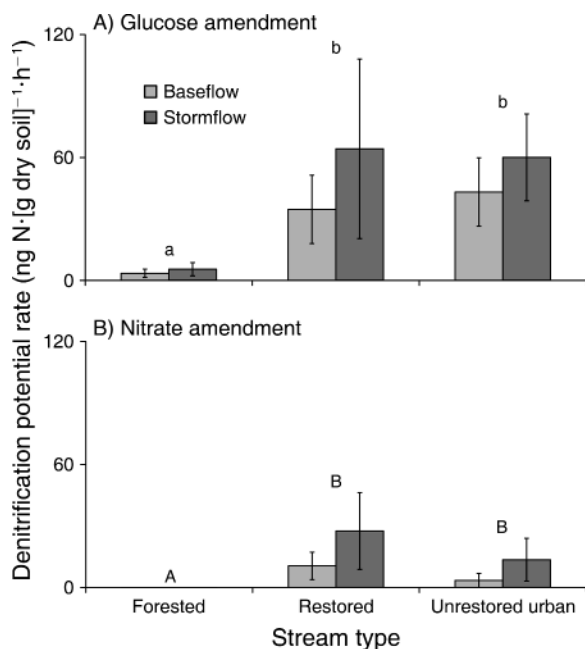 Denitrification potential rate (ng N·[g dry soil]⁻¹·h⁻¹)
A) Glucose amendment
120
60
0
Baseflow
Stormflow
a
b
b
B) Nitrate amendment
120
60
0
A
B
B
Forested Restored Unrestored urban
Stream type